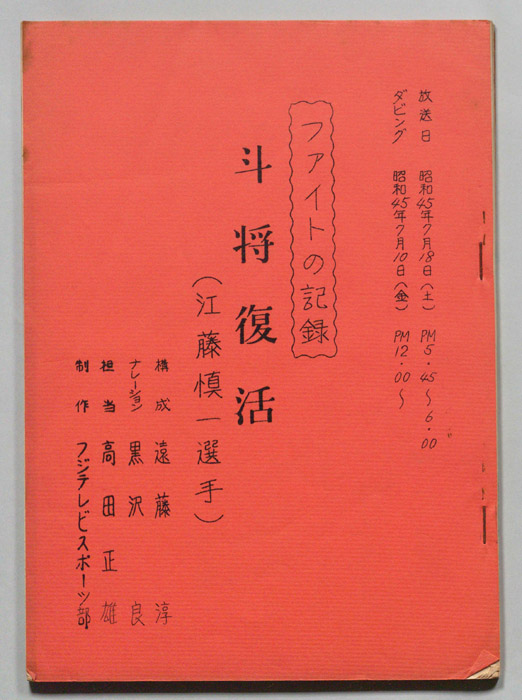 放送日 昭和45年7月18日(土) PM5.45〜6.00
ダビング 昭和45年7月10日(金) PM12.00〜
ファイトの記録
斗将復活
(江藤慎一選手)
構成 遠藤淳
ナレーション 黒沢良
担当 高田正雄
制作 フジテレビスポーツ部